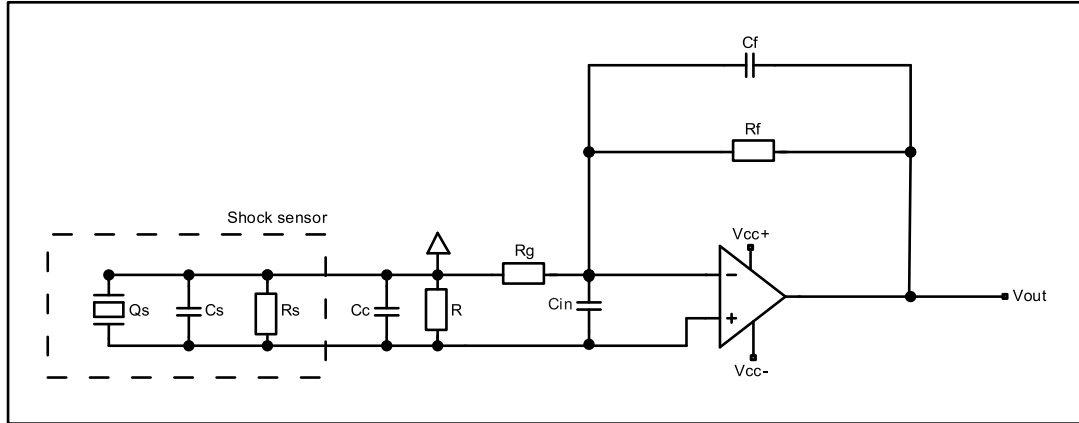 Cf
Rf
Shock sensor
Vcc+
Rg
Qs
Cs
Rs
Cc
R
Cin
Vout
Vcc-